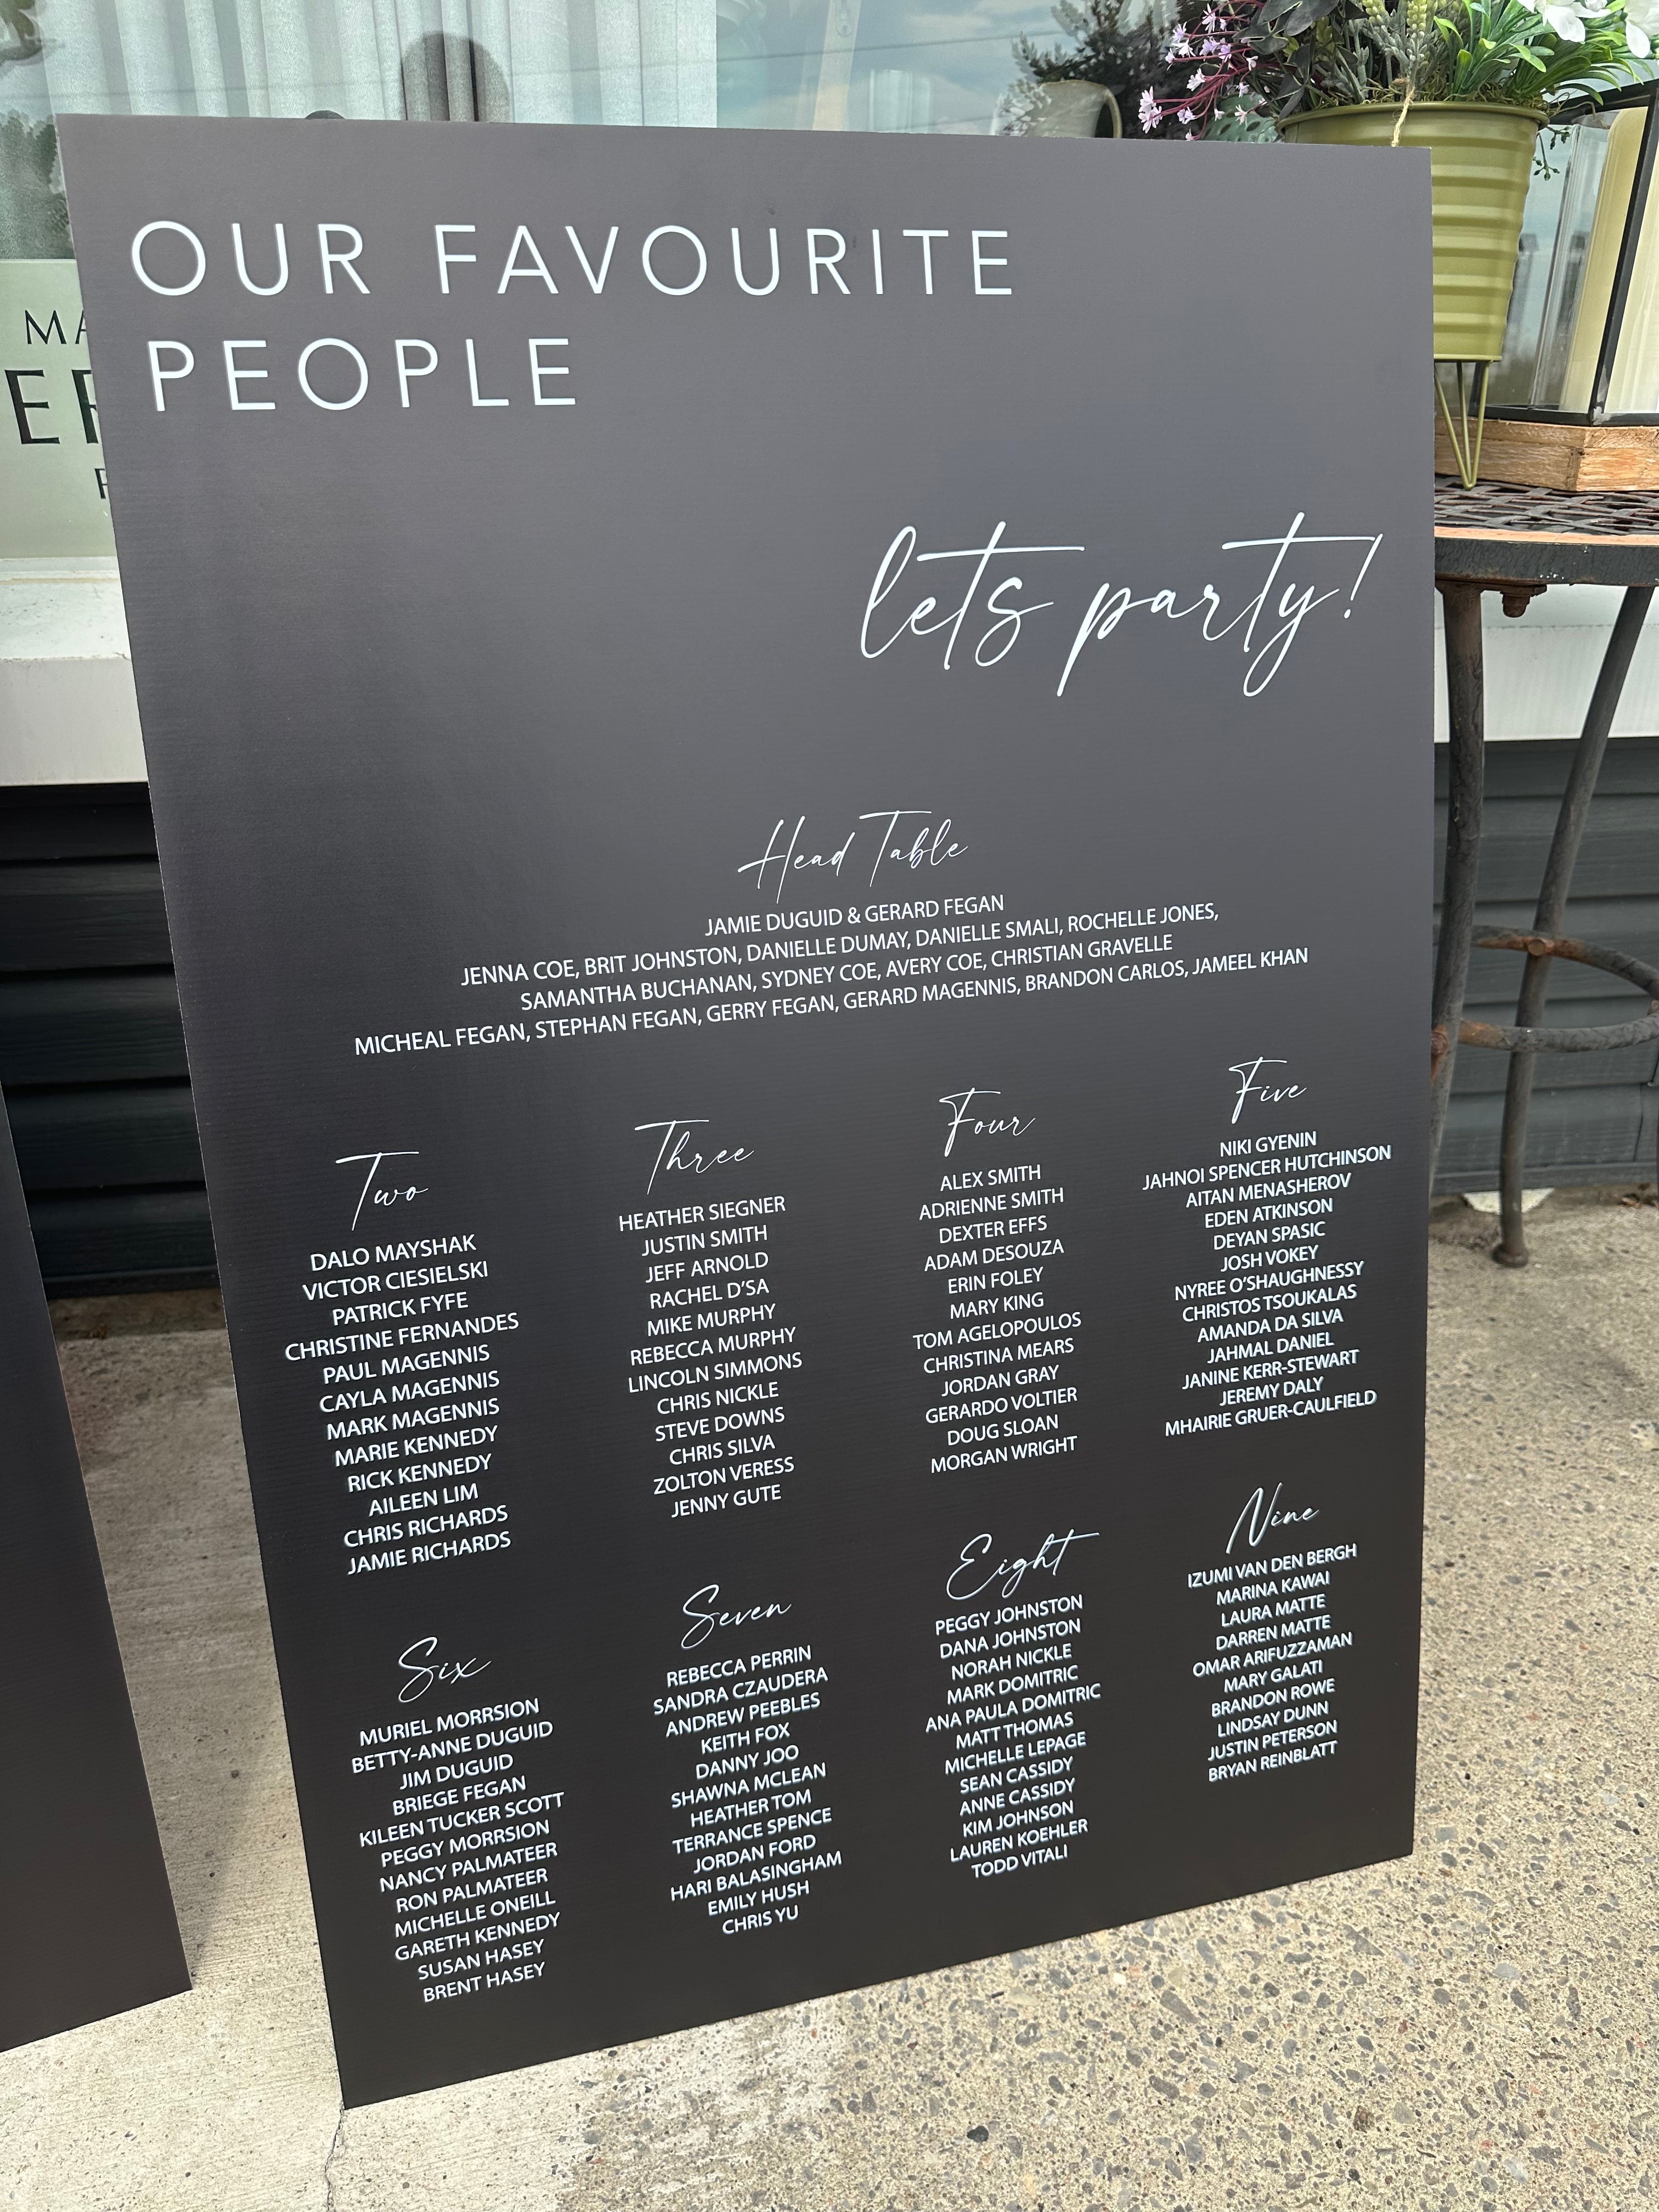 OUR FAVOURITE
PEOPLE
lets party!
Head Table
JAMIE DUGUID & GERARD FEGAN
JENNA COE, BRIT JOHNSTON, DANIELLE DUMAY, DANIELLE SMALI, ROCHELLE JONES,
SAMANTHA BUCHANAN, SYDNEY COE, AVERY COE, CHRISTIAN GRAVELLE
MICHEAL FEGAN, STEPHAN FEGAN, GERRY FEGAN, GERARD MAGENNIS, BRANDON CARLOS, JAMEEL KHAN
Two
DALO MAYSHAK
VICTOR CIESIELSKI
PATRICK FYFE
CHRISTINE FERNANDES
PAUL MAGENNIS
CAYLA MAGENNIS
MARK MAGENNIS
MARIE KENNEDY
RICK KENNEDY
AILEEN LIM
CHRIS RICHARDS
JAMIE RICHARDS
Three
HEATHER SIEGNER
JUSTIN SMITH
JEFF ARNOLD
RACHEL D'SA
MIKE MURPHY
REBECCA MURPHY
LINCOLN SIMMONS
CHRIS NICKLE
STEVE DOWNS
CHRIS SILVA
ZOLTON VERESS
JENNY GUTE
Four
ALEX SMITH
ADRIENNE SMITH
DEXTER EFFS
ADAM DESOUZA
ERIN FOLEY
MARY KING
TOM AGELOPOULOS
CHRISTINA MEARS
JORDAN GRAY
GERARDO VOLTIER
DOUG SLOAN
MORGAN WRIGHT
Five
NIKI GYENIN
JAHNOI SPENCER HUTCHINSON
AITAN MENASHEROV
EDEN ATKINSON
DEYAN SPASIC
JOSH VOKEY
NYREE O'SHAUGHNESSY
CHRISTOS TSOUKALAS
AMANDA DA SILVA
JAHMAL DANIEL
JANINE KERR-STEWART
JEREMY DALY
MHAIRIE GRUER-CAULFIELD
Six
MURIEL MORRSION
BETTY-ANNE DUGUID
JIM DUGUID
BRIEGE FEGAN
KILEEN TUCKER SCOTT
PEGGY MORRSION
NANCY PALMATEER
RON PALMATEER
MICHELLE ONEILL
GARETH KENNEDY
SUSAN HASEY
BRENT HASEY
Seven
REBECCA PERRIN
SANDRA CZAUDERA
ANDREW PEEBLES
KEITH FOX
DANNY JOO
SHAWNA MCLEAN
HEATHER TOM
TERRANCE SPENCE
JORDAN FORD
HARI BALASINGHAM
EMILY HUSH
CHRIS YU
Eight
PEGGY JOHNSTON
DANA JOHNSTON
NORAH NICKLE
MARK DOMITRIC
ANA PAULA DOMITRIC
MATT THOMAS
MICHELLE LEPAGE
SEAN CASSIDY
ANNE CASSIDY
KIM JOHNSON
LAUREN KOEHLER
TODD VITALI
Nine
IZUMI VAN DEN BERGH
MARINA KAWAI
LAURA MATTE
DARREN MATTE
OMAR ARIFUZZAMAN
MARY GALATI
BRANDON ROWE
LINDSAY DUNN
JUSTIN PETERSON
BRYAN REINBLATT